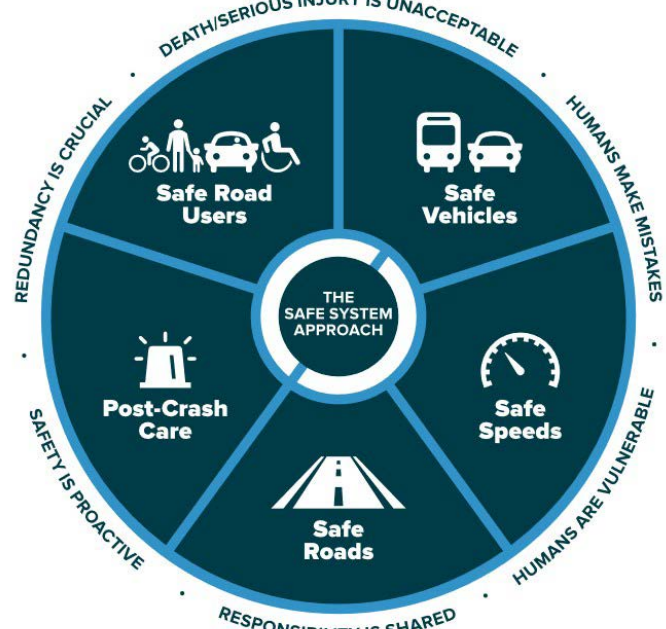 DEATH/SERIOUS INJURY IS UNACCEPTABLE
HUMANS MAKE MISTAKES
HUMANS ARE VULNERABLE
RESPONSIBILITY IS SHARED
SAFETY IS PROACTIVE
REDUNDANCY IS CRUCIAL
Safe Road
Users
Safe
Vehicles
Safe
Speeds
Safe
Roads
Post-Crash
Care
THE
SAFE SYSTEM
APPROACH